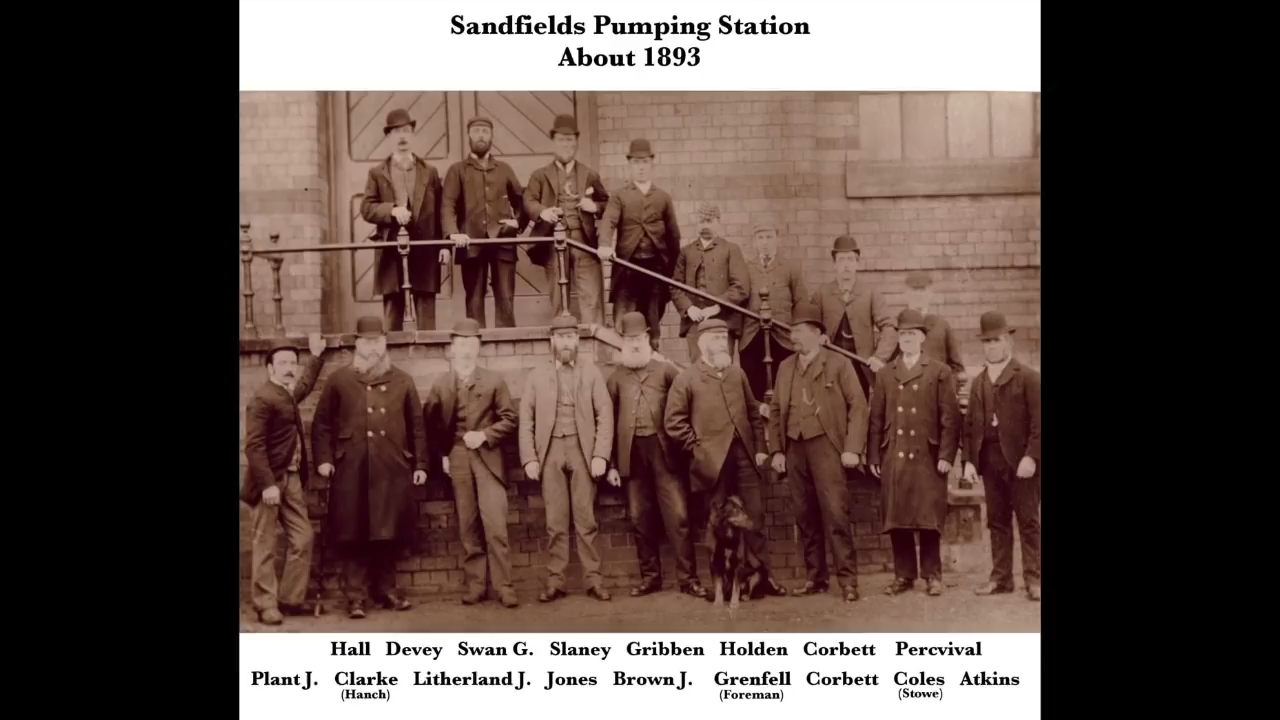 Sandfields Pumping Station
About 1893
Hall Devey Swan G. Slaney Gribben Holden Corbett Percvival
Plant J. Clarke Litherland J. Jones Brown J. Grenfell Corbett Coles Atkins
(Hanch) (Foreman) (Stowe)